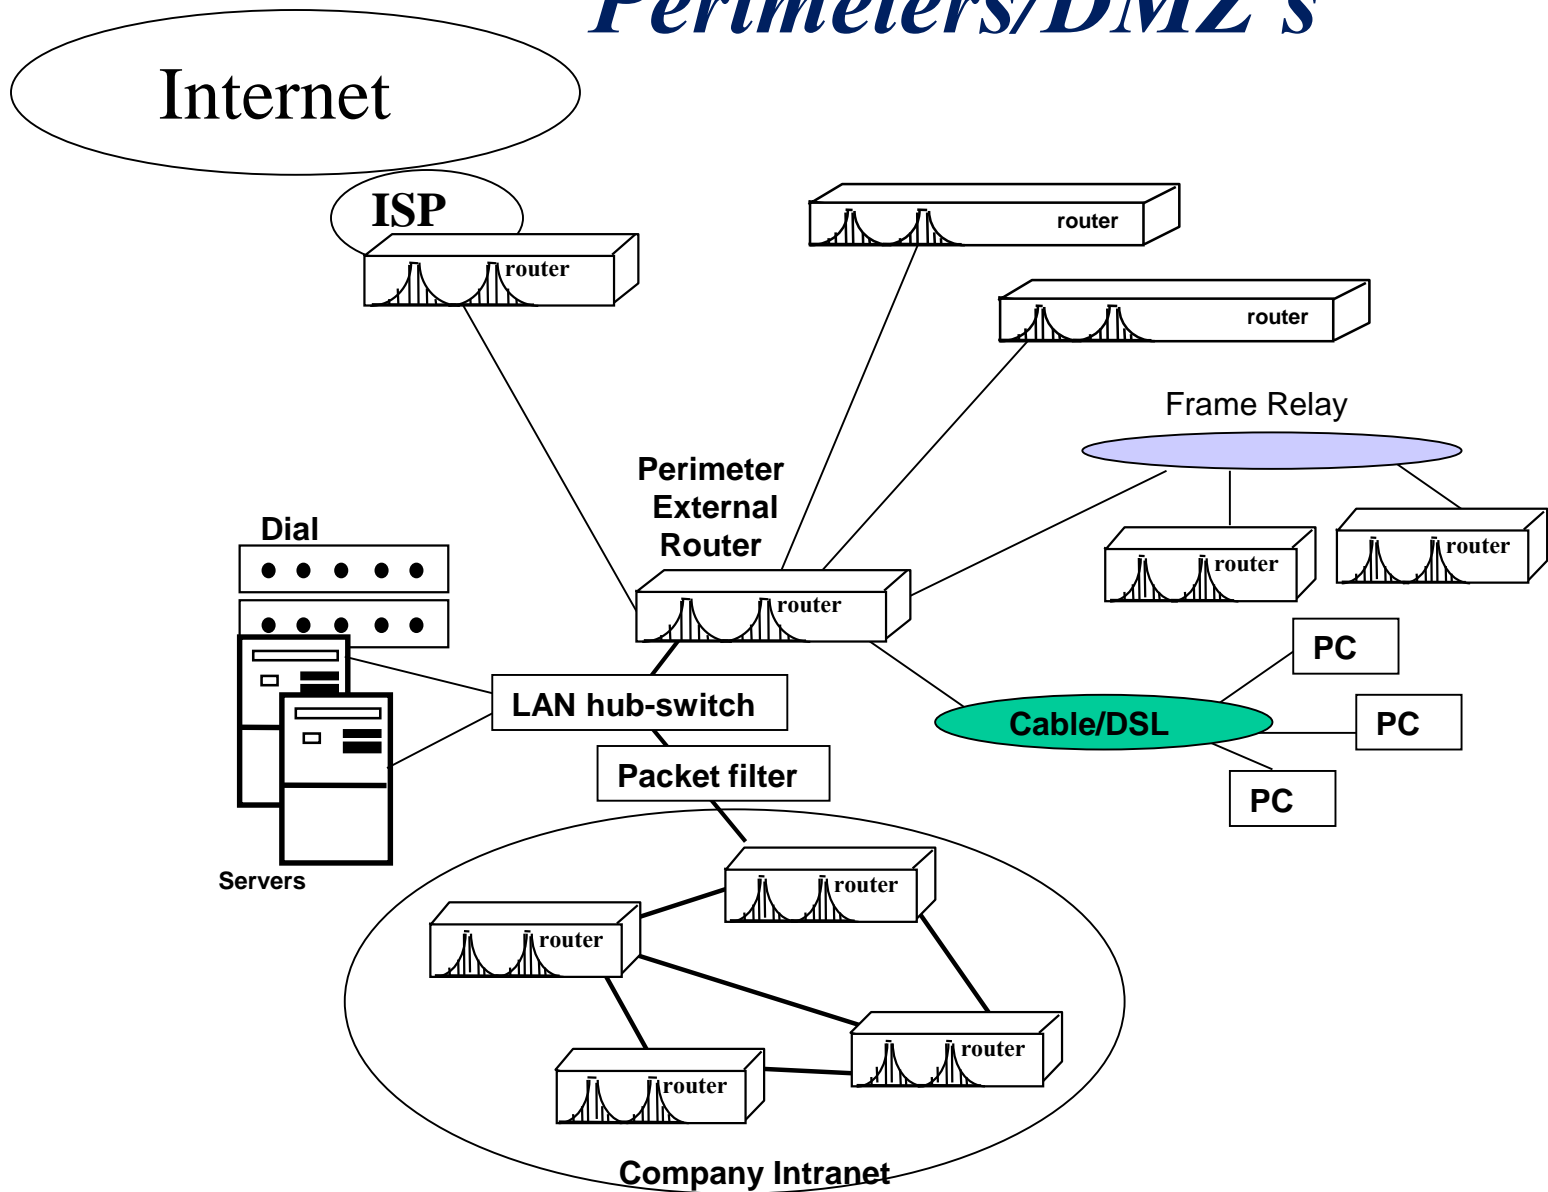 Perimeters/DMZ's
Internet
ISP
router
router
router
Frame Relay
Perimeter
External
Router
Dial
router
router
router
PC
LAN hub-switch
Cable/DSL
PC
Packet filter
PC
Servers
router
router
router
router
Company Intranet